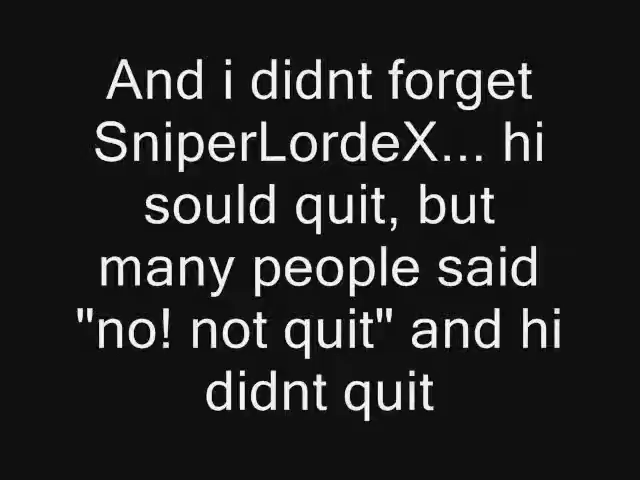 And i didnt forget
SniperLordeX... hi
sould quit, but
many people said
"no! not quit" and hi
didnt quit